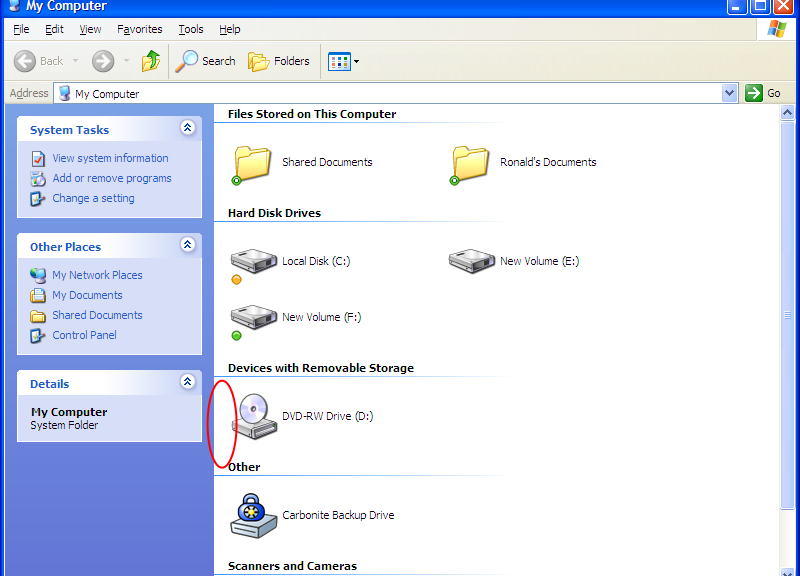 My Computer
File Edit View Favorites Tools Help
Back Search Folders
Address My Computer Go
System Tasks
View system information
Add or remove programs
Change a setting
Other Places
My Network Places
My Documents
Shared Documents
Control Panel
Details
My Computer
System Folder
Files Stored on This Computer
Shared Documents Ronald's Documents
Hard Disk Drives
Local Disk (C:) New Volume (E:)
New Volume (F:)
Devices with Removable Storage
DVD-RW Drive (D:)
Other
Carbonite Backup Drive
Scanners and Cameras